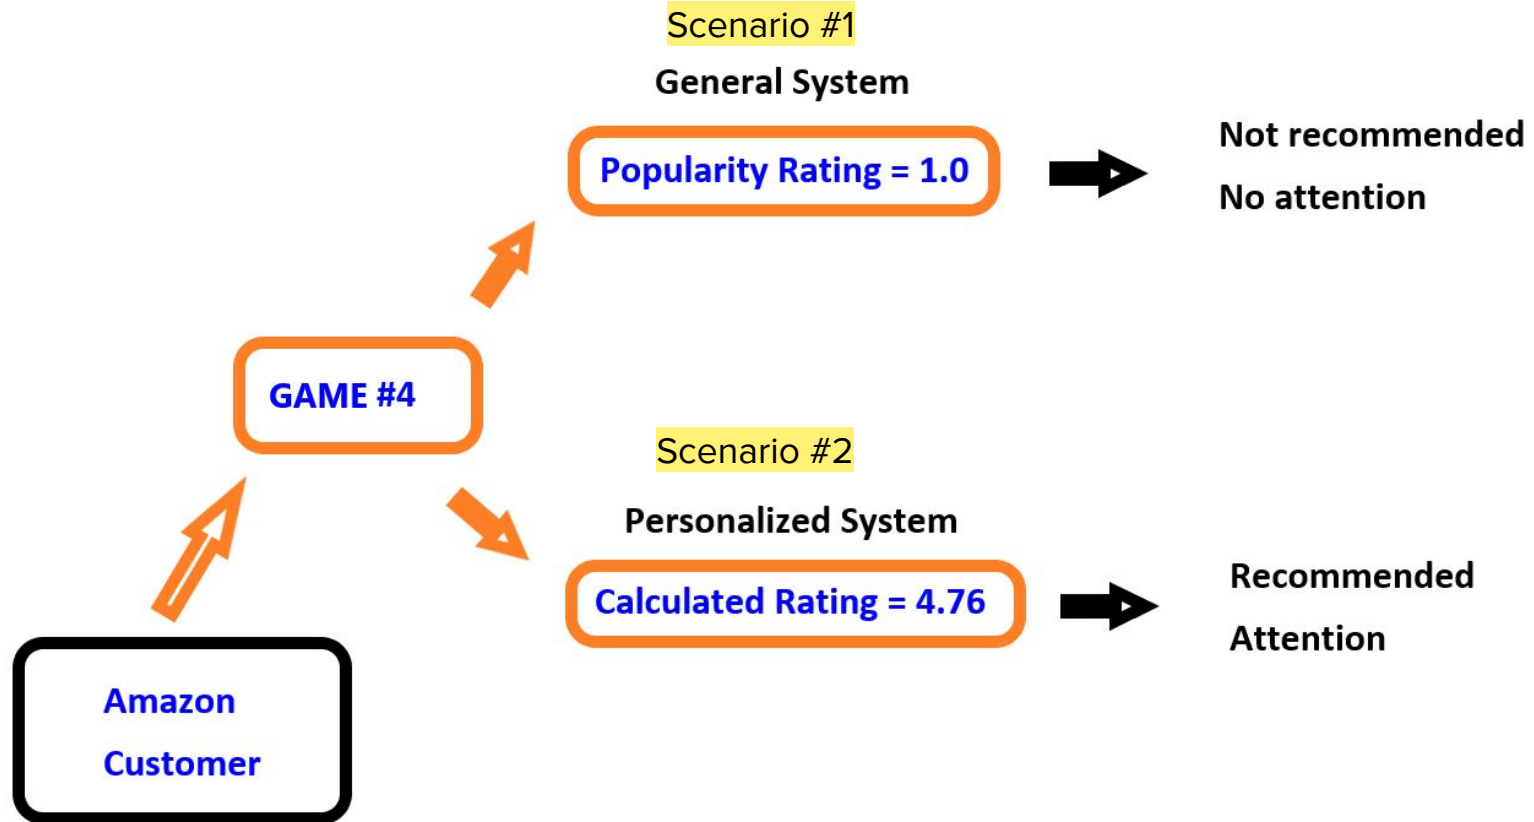 Scenario #1
General System
Popularity Rating = 1.0
Not recommended
No attention
GAME #4
Scenario #2
Personalized System
Calculated Rating = 4.76
Recommended
Attention
Amazon
Customer